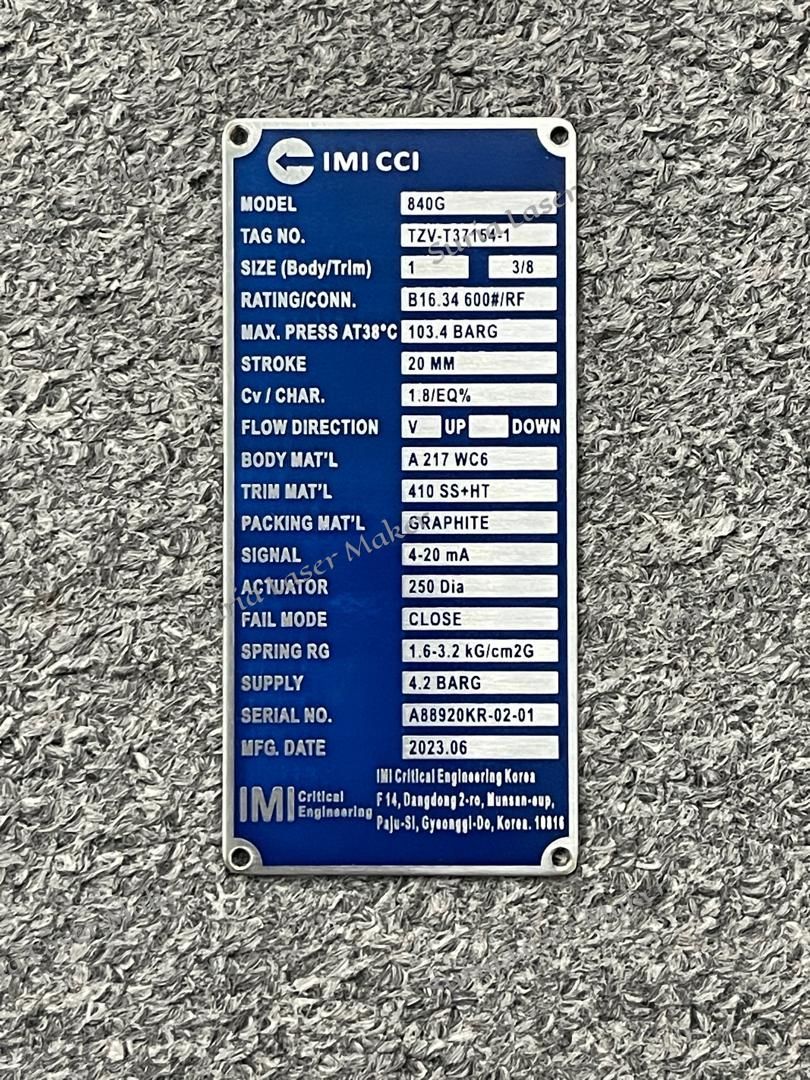 IMI CCI
MODEL 840G
TAG NO. TZV-T37164-1
SIZE (Body/Trim) 1 3/8
RATING/CONN. B16.34 600#/RF
MAX. PRESS AT38°C 103.4 BARG
STROKE 20 MM
Cv / CHAR. 1.8/EQ%
FLOW DIRECTION V UP DOWN
BODY MAT'L A 217 WC6
TRIM MAT'L 410 SS+HT
PACKING MAT'L GRAPHITE
SIGNAL 4-20 mA
ACTUATOR 250 Dia
FAIL MODE CLOSE
SPRING RG 1.6-3.2 kG/cm2G
SUPPLY 4.2 BARG
SERIAL NO. A88920KR-02-01
MFG. DATE 2023.06
IMI Critical Engineering
IMI Critical Engineering Korea
F 14, Dangdong 2-ro, Munsan-eup,
Paju-Si, Gyeonggi-Do, Korea. 10816
Laser
Laser Maker